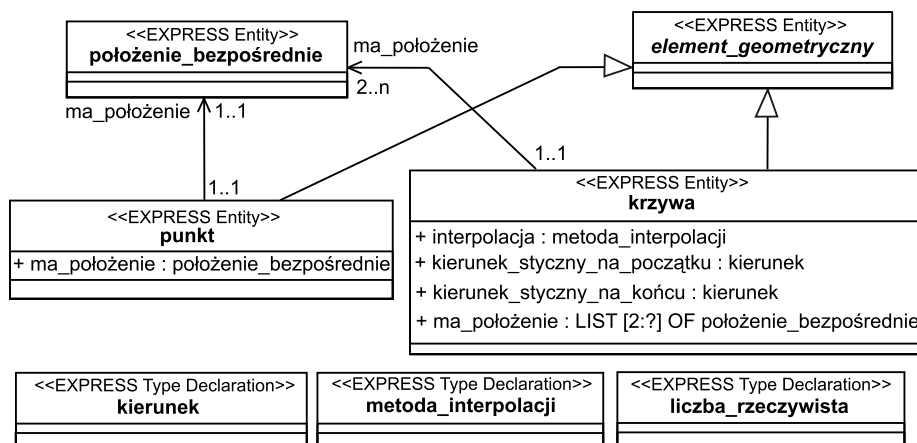 <<EXPRESS Entity>>
położenie_bezpośrednie
ma_położenie
2..n
<<EXPRESS Entity>>
element_geometryczny
ma_położenie
1..1
1..1
1..1
<<EXPRESS Entity>>
punkt
+ ma_położenie : położenie_bezpośrednie
<<EXPRESS Entity>>
krzywa
+ interpolacja : metoda_interpolacji
+ kierunek_styczny_na_początku : kierunek
+ kierunek_styczny_na_końcu : kierunek
+ ma_położenie : LIST [2:?] OF położenie_bezpośrednie
<<EXPRESS Type Declaration>>
kierunek
<<EXPRESS Type Declaration>>
metoda_interpolacji
<<EXPRESS Type Declaration>>
liczba_rzeczywista